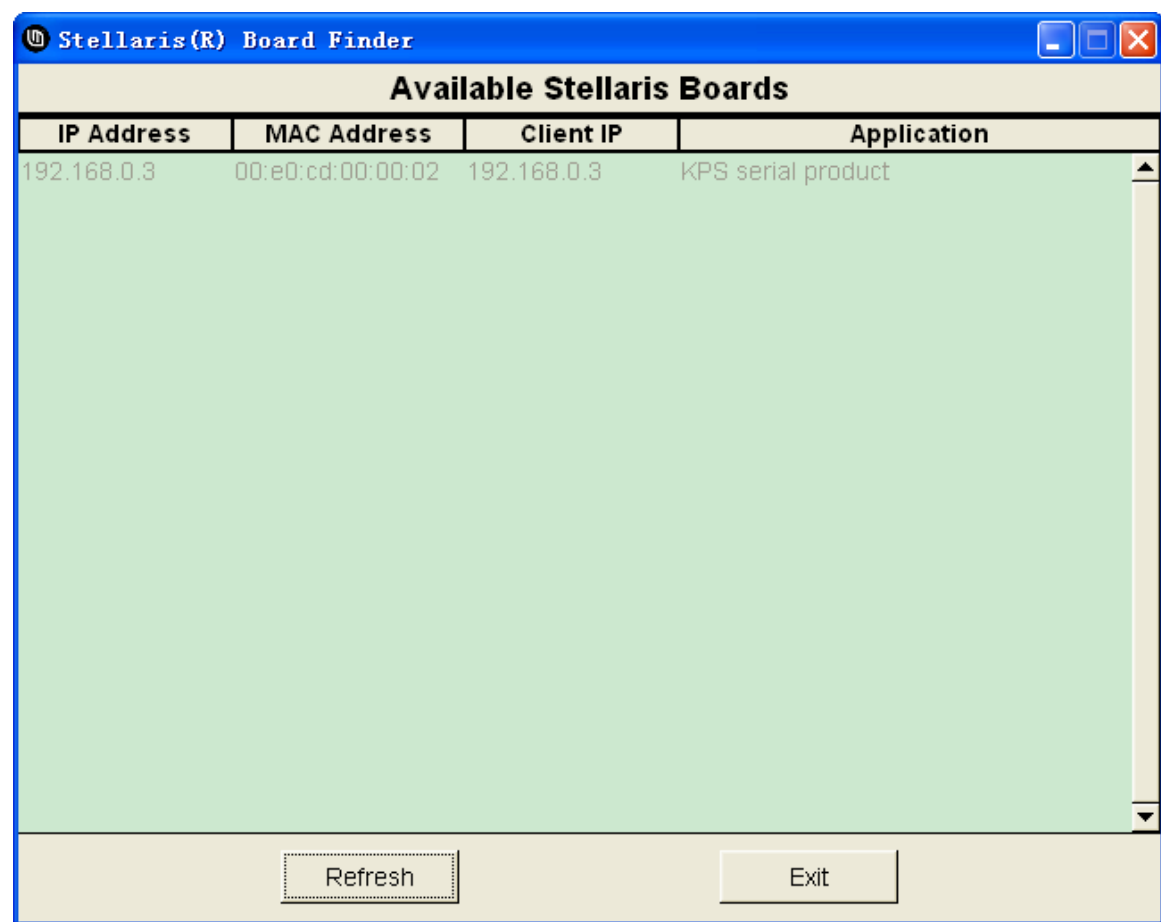 Stellaris(R) Board Finder
Available Stellaris Boards
IP Address MAC Address Client IP Application
192.168.0.3 00:e0:cd:00:00:02 192.168.0.3 KPS serial product
Refresh Exit